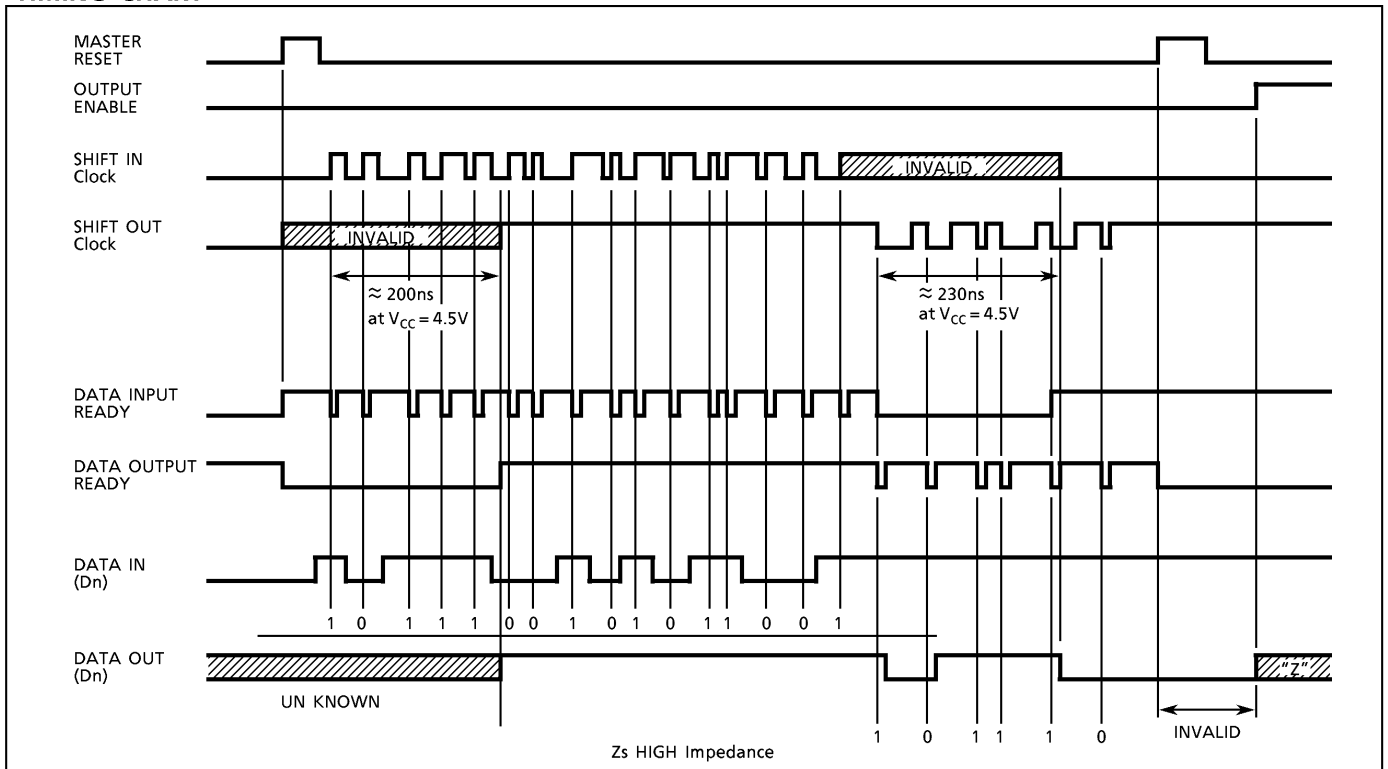 MASTER
RESET
OUTPUT
ENABLE
SHIFT IN
Clock
INVALID
SHIFT OUT
Clock
INVALID
≈ 200ns
at VCC = 4.5V
≈ 230ns
at VCC = 4.5V
DATA INPUT
READY
DATA OUTPUT
READY
DATA IN
(Dn)
1 0 1 1 1 0 0 1 0 1 0 1 1 0 0 1
DATA OUT
(Dn)
"Z"
UN KNOWN
1 0 1 1 1 0
INVALID
Zs HIGH Impedance